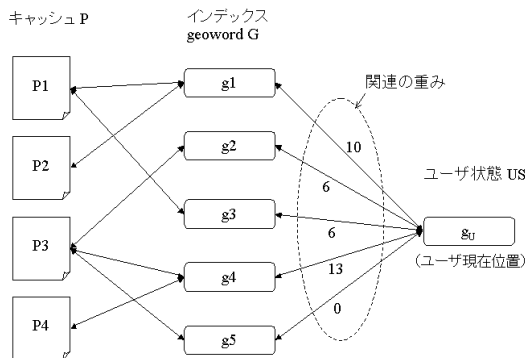 キャッシュ P
インデックス
geoword G
P1
P2
P3
P4
g1
g2
g3
g4
g5
関連の重み
10
6
6
13
0
ユーザ状態 US
gU
(ユーザ現在位置)